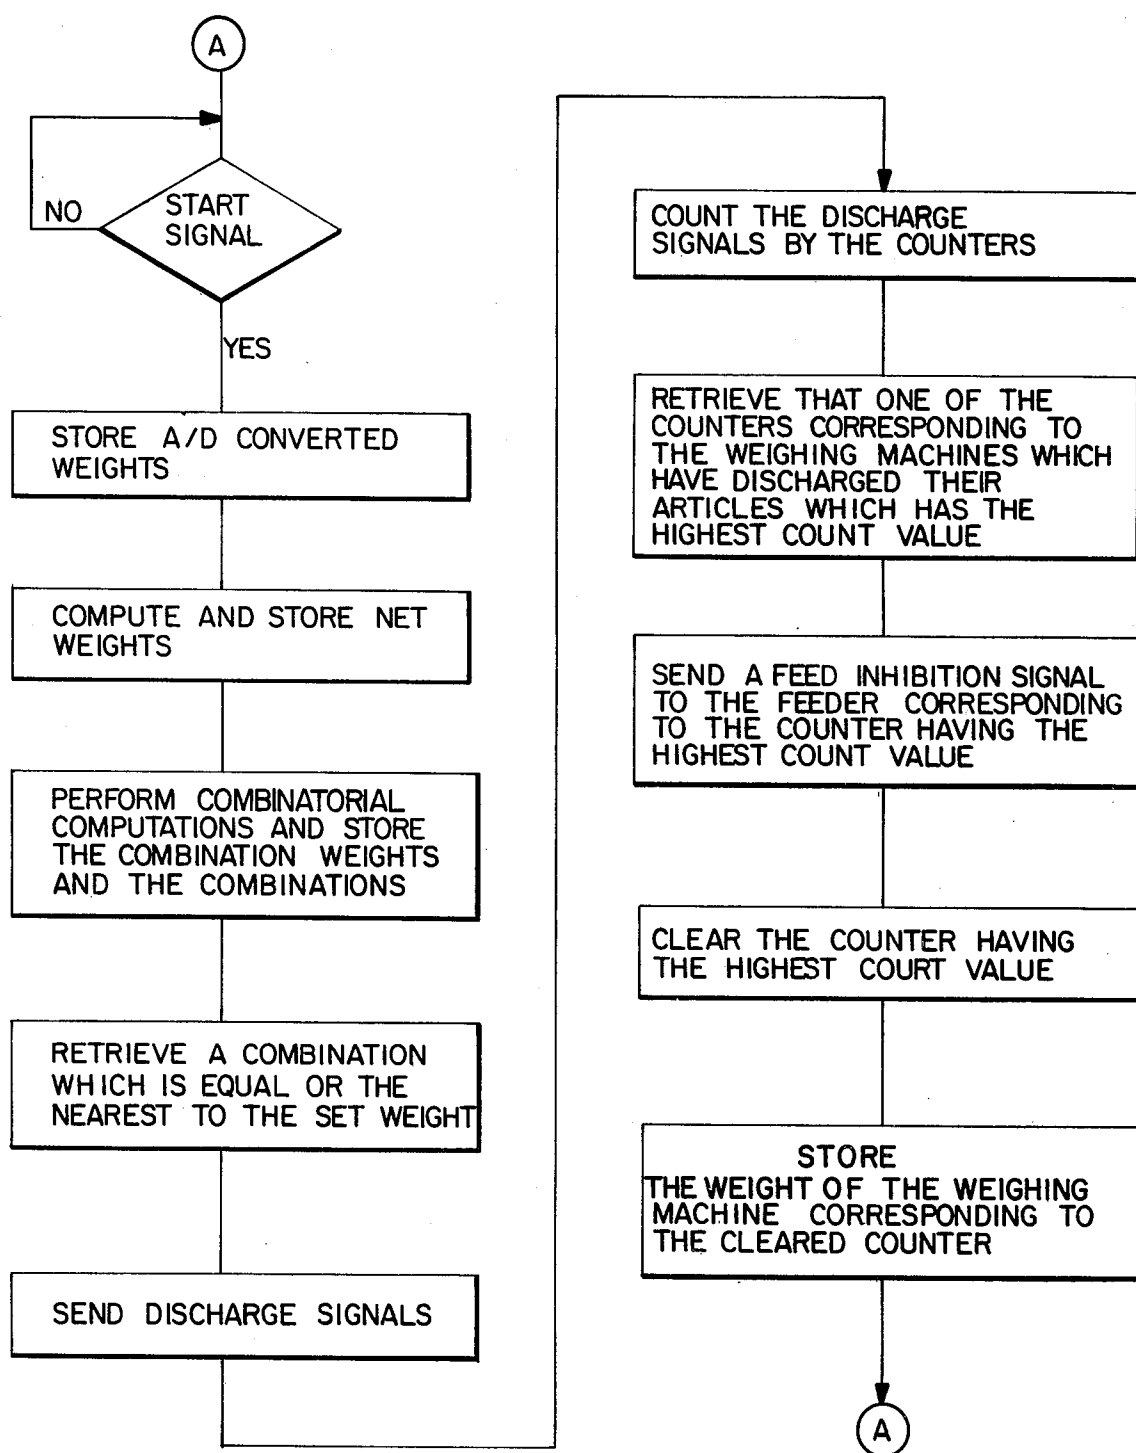 A
START
SIGNAL
NO
YES
STORE A/D CONVERTED
WEIGHTS
COMPUTE AND STORE NET
WEIGHTS
PERFORM COMBINATORIAL
COMPUTATIONS AND STORE
THE COMBINATION WEIGHTS
AND THE COMBINATIONS
RETRIEVE A COMBINATION
WHICH IS EQUAL OR THE
NEAREST TO THE SET WEIGHT
SEND DISCHARGE SIGNALS
COUNT THE DISCHARGE
SIGNALS BY THE COUNTERS
RETRIEVE THAT ONE OF THE
COUNTERS CORRESPONDING TO
THE WEIGHING MACHINES WHICH
HAVE DISCHARGED THEIR
ARTICLES WHICH HAS THE
HIGHEST COUNT VALUE
SEND A FEED INHIBITION SIGNAL
TO THE FEEDER CORRESPONDING
TO THE COUNTER HAVING THE
HIGHEST COUNT VALUE
CLEAR THE COUNTER HAVING
THE HIGHEST COURT VALUE
STORE
THE WEIGHT OF THE WEIGHING
MACHINE CORRESPONDING TO
THE CLEARED COUNTER
A